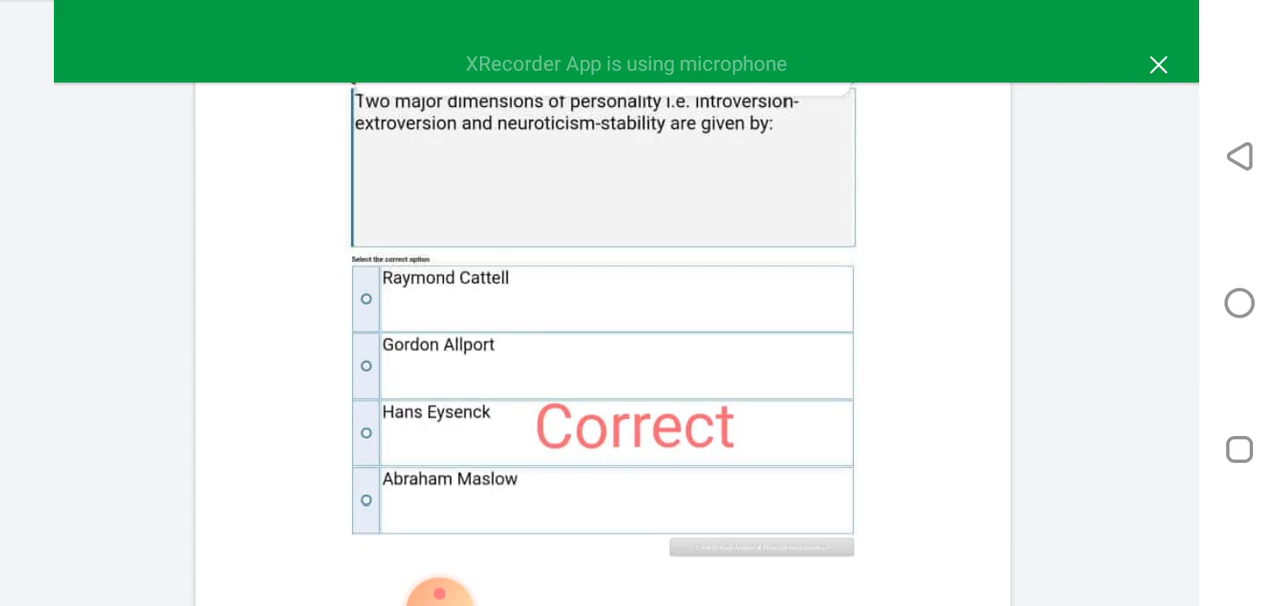 XRecorder App is using microphone
Two major dimensions of personality i.e. introversion-
extroversion and neuroticism-stability are given by:
Select the correct option
Raymond Cattell
Gordon Allport
Hans Eysenck
Correct
Abraham Maslow